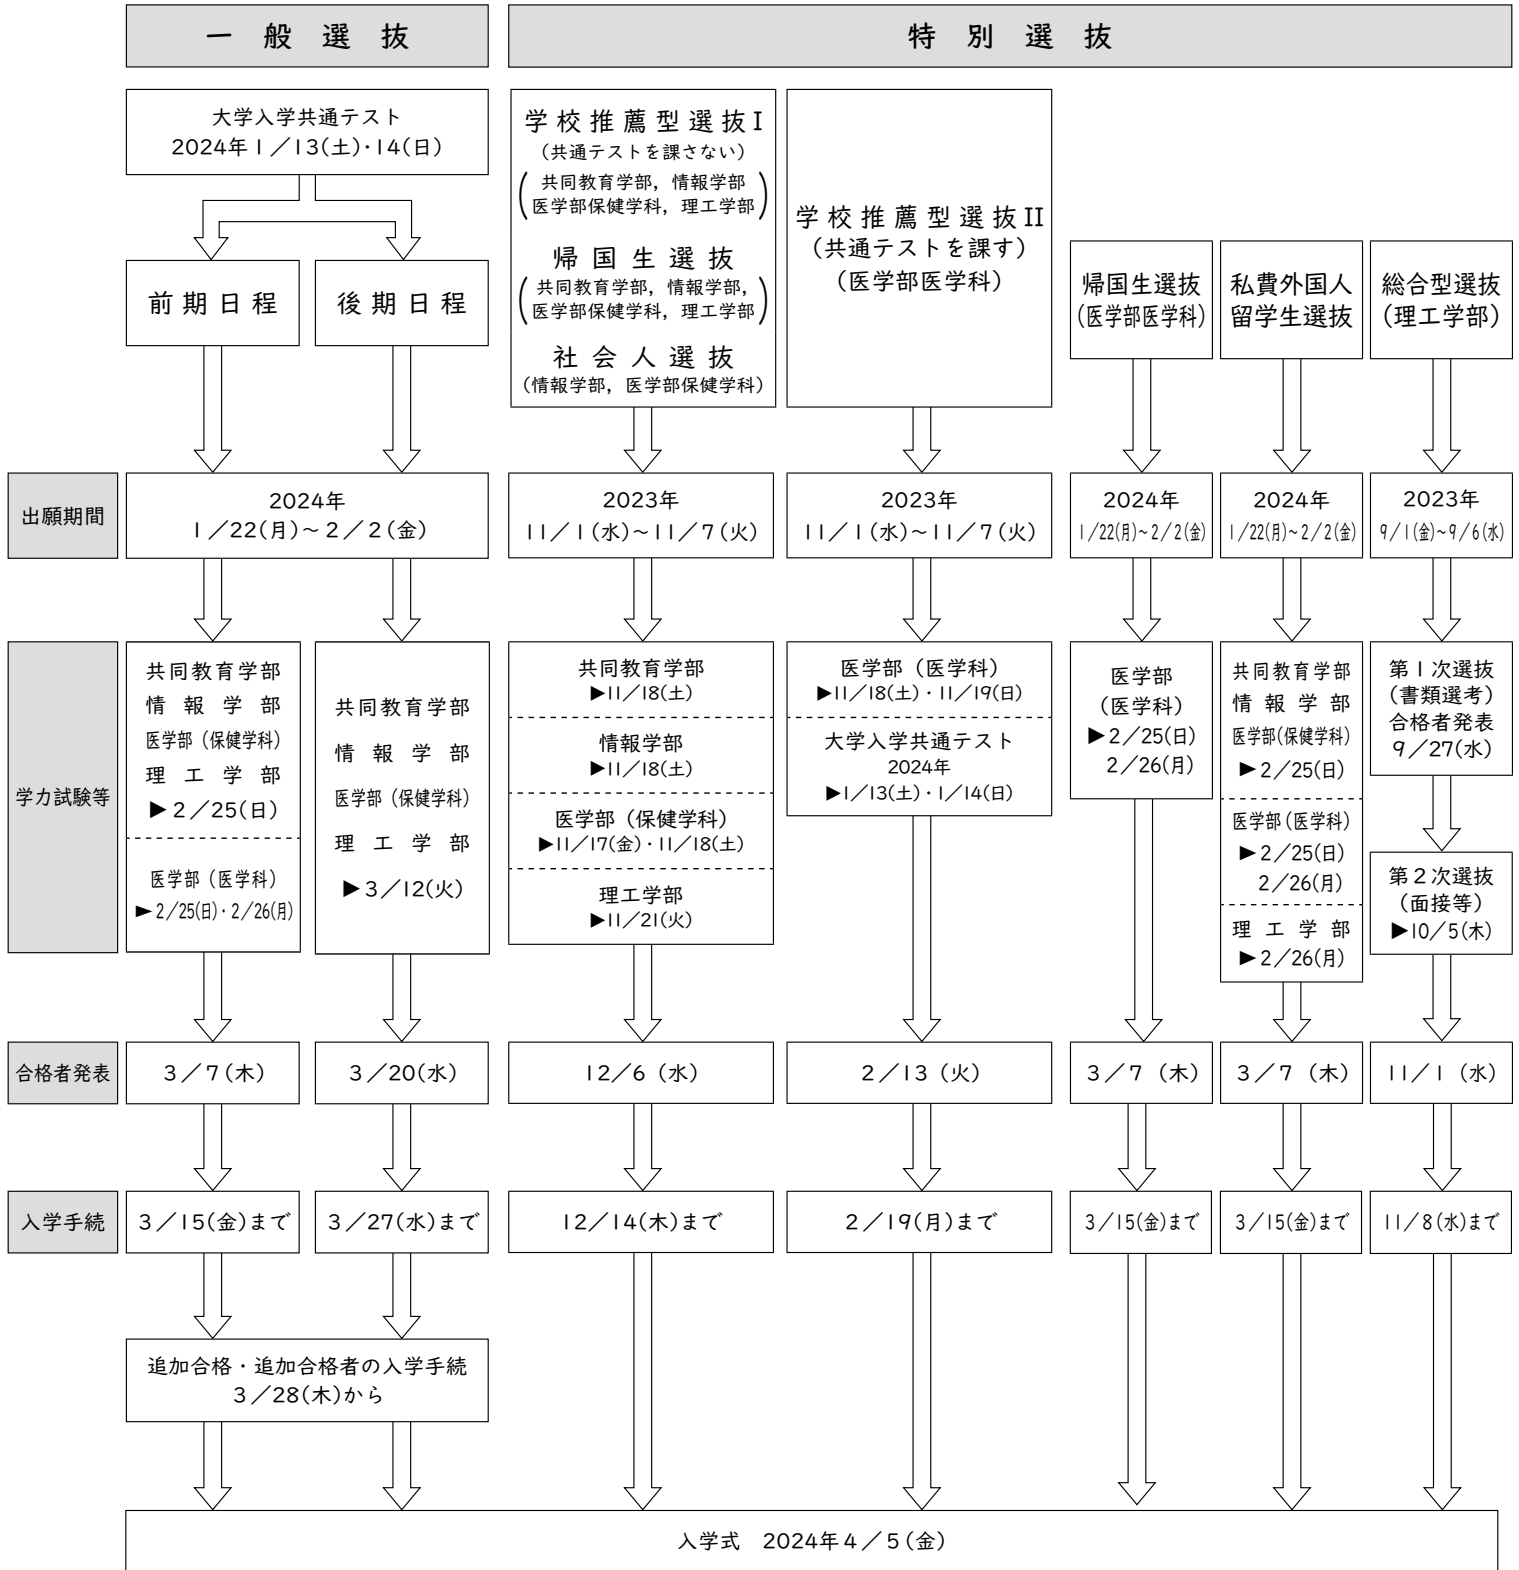 一般選抜
特別選抜
大学入学共通テスト
2024年1/13(土)・14(日)
前期日程
後期日程
学校推薦型選抜I
(共通テストを課さない)
(共同教育学部，情報学部
医学部保健学科，理工学部)
帰国生選抜
(共同教育学部，情報学部，
医学部保健学科，理工学部)
社会人選抜
(情報学部，医学部保健学科)
学校推薦型選抜II
(共通テストを課す)
(医学部医学科)
帰国生選抜
(医学部医学科)
私費外国人
留学生選抜
総合型選抜
(理工学部)
出願期間
2024年
1/22(月)~2/2(金)
2023年
11/1(水)~11/7(火)
2023年
11/1(水)~11/7(火)
2024年
1/22(月)~2/2(金)
2024年
1/22(月)~2/2(金)
2023年
9/1(金)~9/6(水)
学力試験等
共同教育学部
情報学部
医学部(保健学科)
理工学部
▶2/25(日)
医学部(医学科)
▶2/25(日)・2/26(月)
共同教育学部
情報学部
医学部(保健学科)
理工学部
▶3/12(火)
共同教育学部
▶11/18(土)
情報学部
▶11/18(土)
医学部(保健学科)
▶11/17(金)・11/18(土)
理工学部
▶11/21(火)
医学部(医学科)
▶11/18(土)・11/19(日)
大学入学共通テスト
2024年
▶1/13(土)・1/14(日)
医学部
(医学科)
▶2/25(日)
2/26(月)
共同教育学部
情報学部
医学部(保健学科)
▶2/25(日)
医学部(医学科)
▶2/25(日)
2/26(月)
理工学部
▶2/26(月)
第1次選抜
(書類選考)
合格者発表
9/27(水)
第2次選抜
(面接等)
▶10/5(木)
合格者発表
3/7(木)
3/20(水)
12/6(水)
2/13(火)
3/7(木)
3/7(木)
11/1(水)
入学手続
3/15(金)まで
3/27(水)まで
12/14(木)まで
2/19(月)まで
3/15(金)まで
3/15(金)まで
11/8(水)まで
追加合格・追加合格者の入学手続
3/28(木)から
入学式 2024年4/5(金)